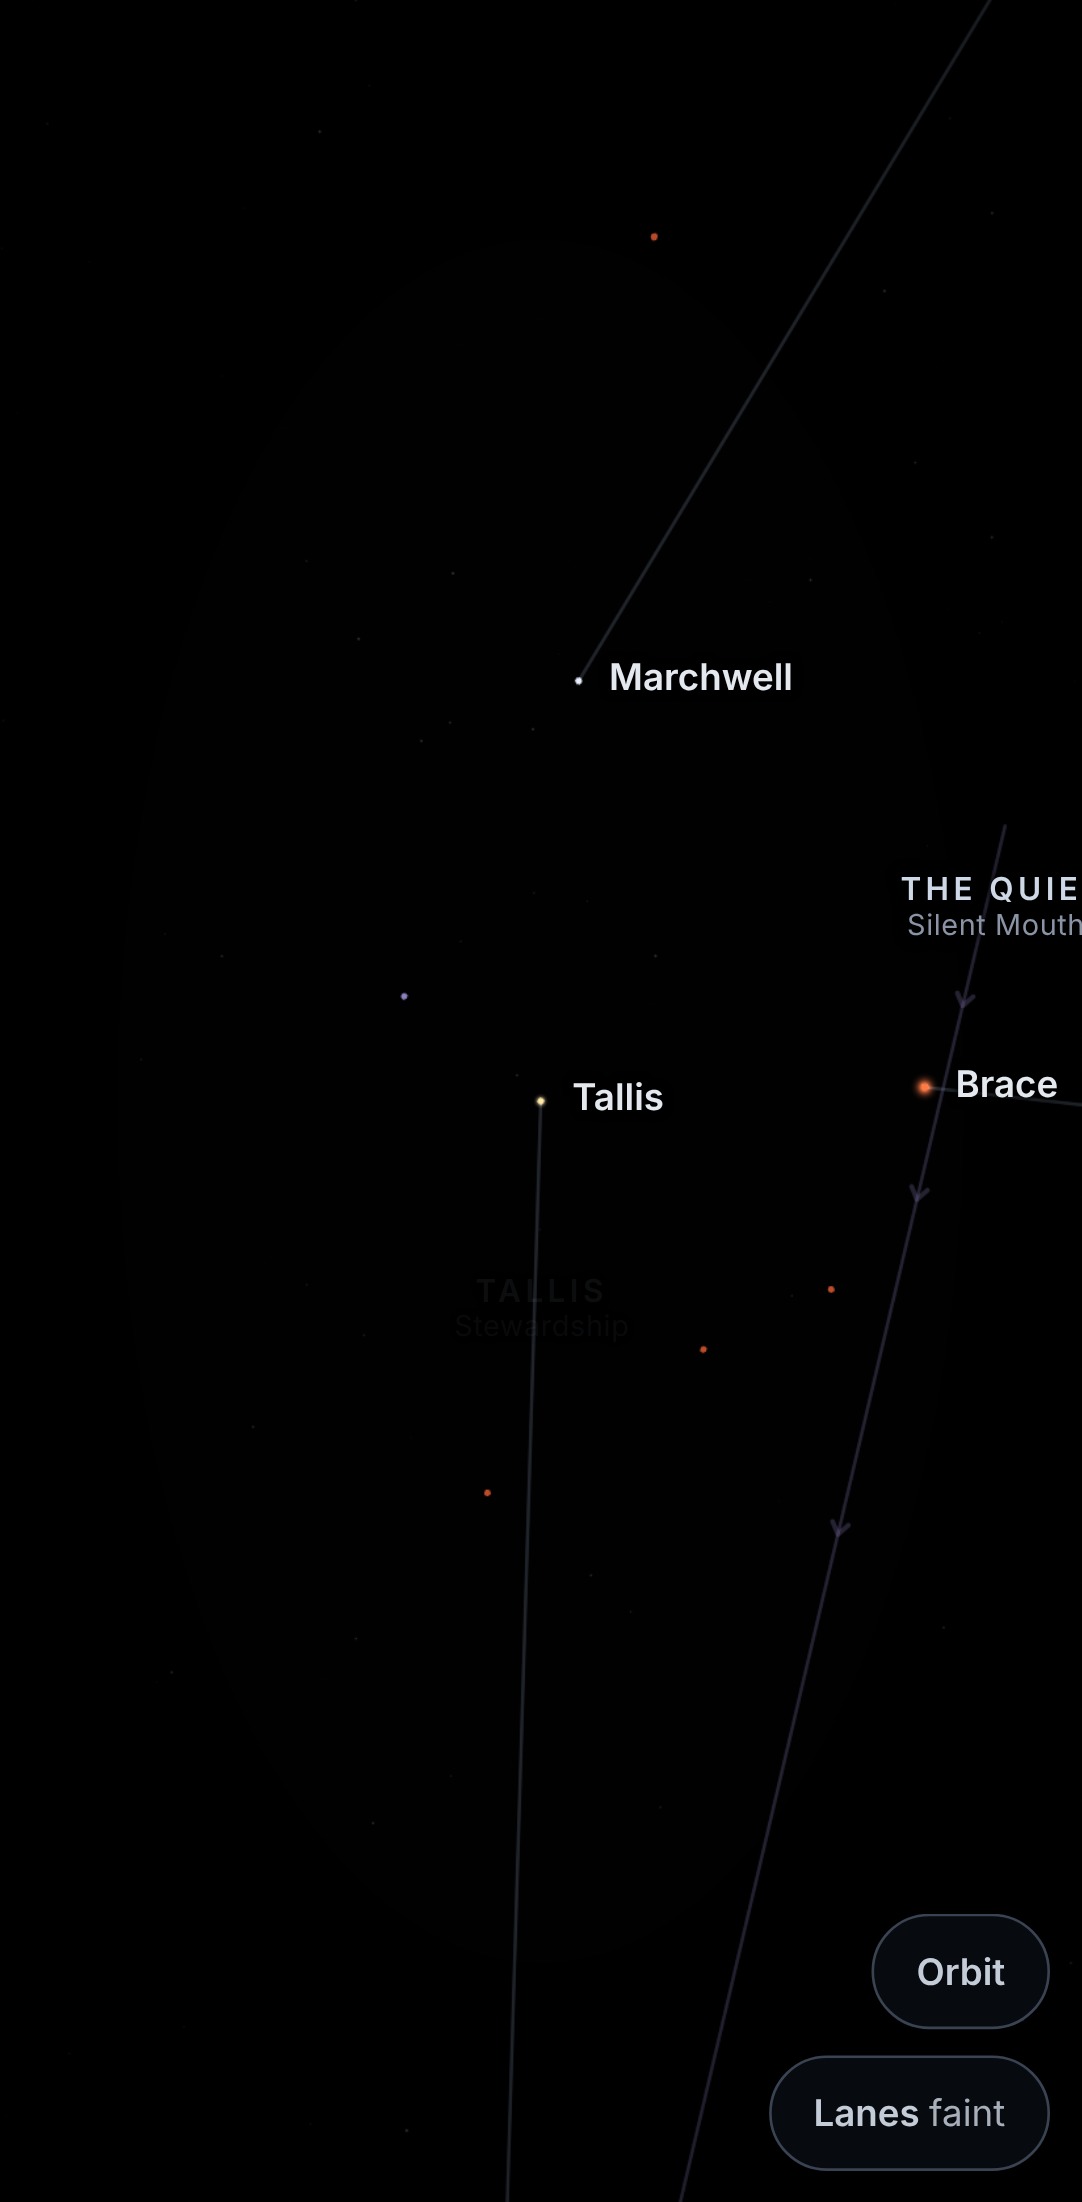 Marchwell
THE QUIE
Silent Mouth
Brace
Tallis
TALLIS
Stewardship
Orbit
Lanes faint